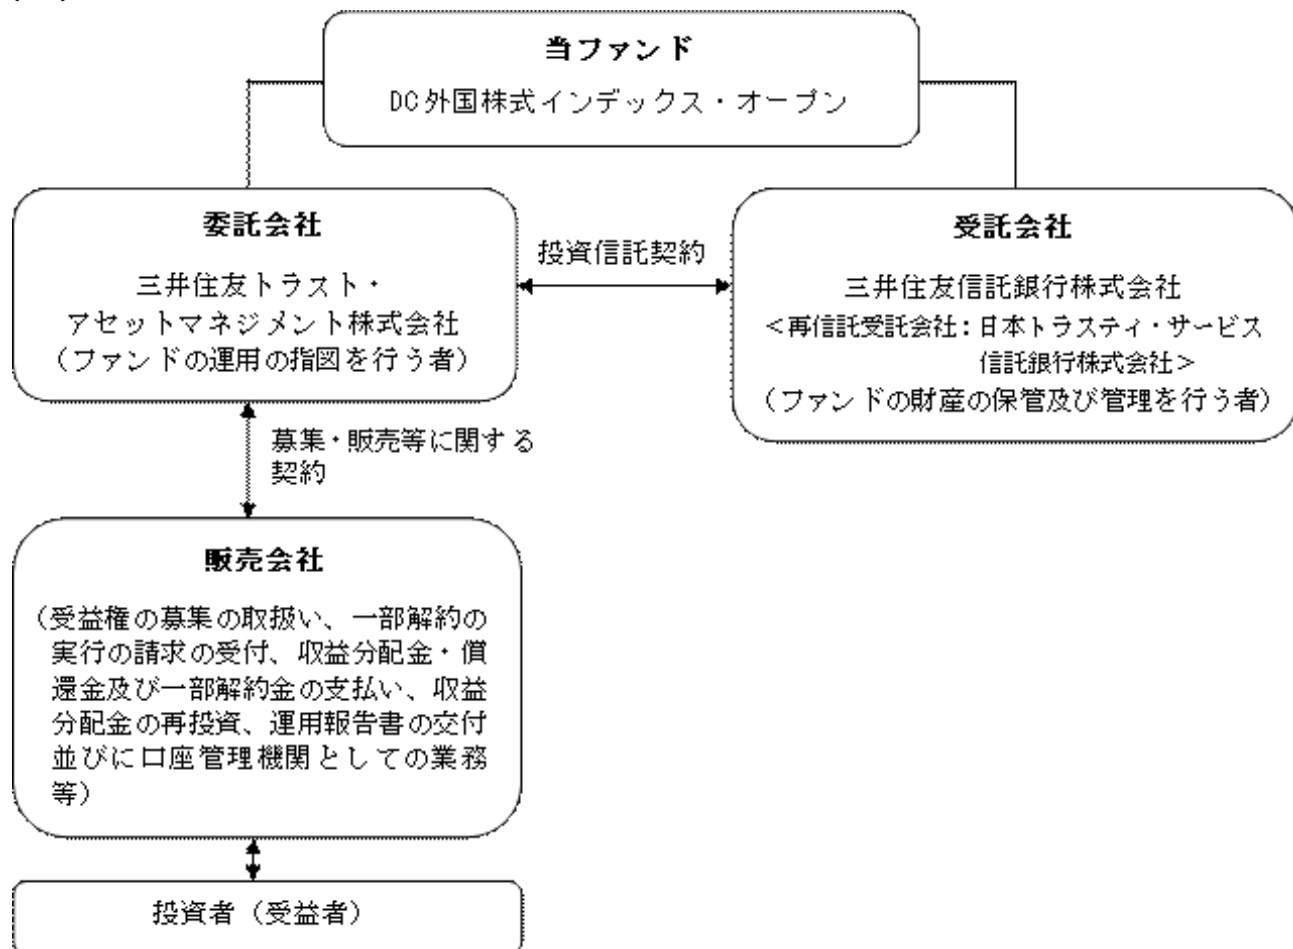 当ファンド
DC外国株式インデックス・オープン
委託会社
三井住友トラスト・
アセットマネジメント株式会社
（ファンドの運用の指図を行う者）
投資信託契約
受託会社
三井住友信託銀行株式会社
＜再信託受託会社：日本トラスティ・サービス
信託銀行株式会社＞
（ファンドの財産の保管及び管理を行う者）
募集・販売等に関する
契約
販売会社
（受益権の募集の取扱い、一部解約の
実行の請求の受付、収益分配金・償
還金及び一部解約金の支払い、収益
分配金の再投資、運用報告書の交付
並びに口座管理機関としての業務
等）
投資者（受益者）